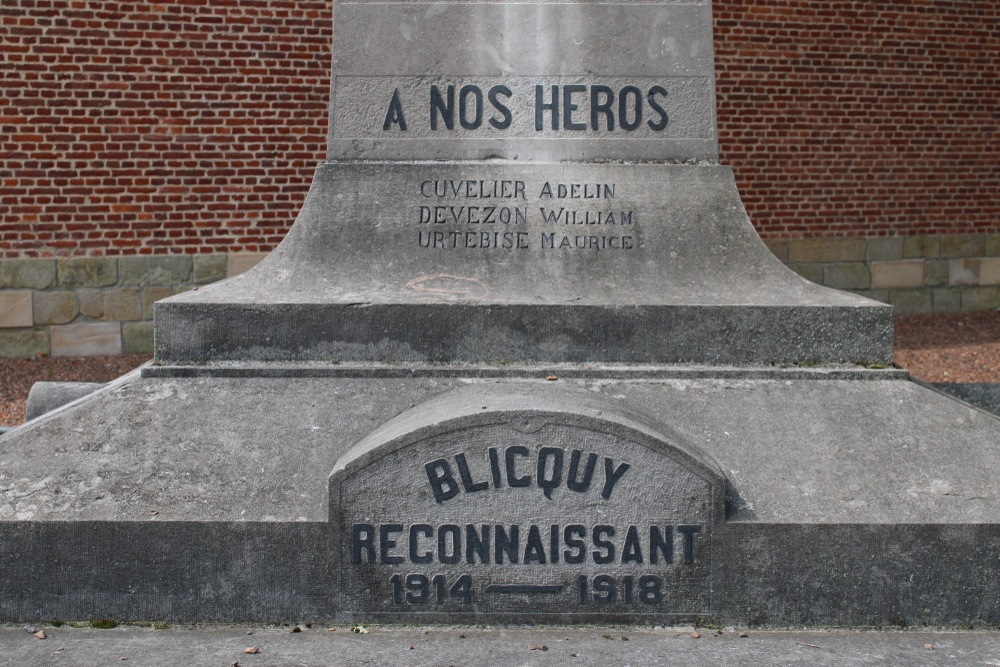 A NOS HEROS
CUVELIER ADELIN
DEVEZON WILLIAM
URTEBISE MAURICE
BLICQUY
RECONNAISSANT
1914 — 1918